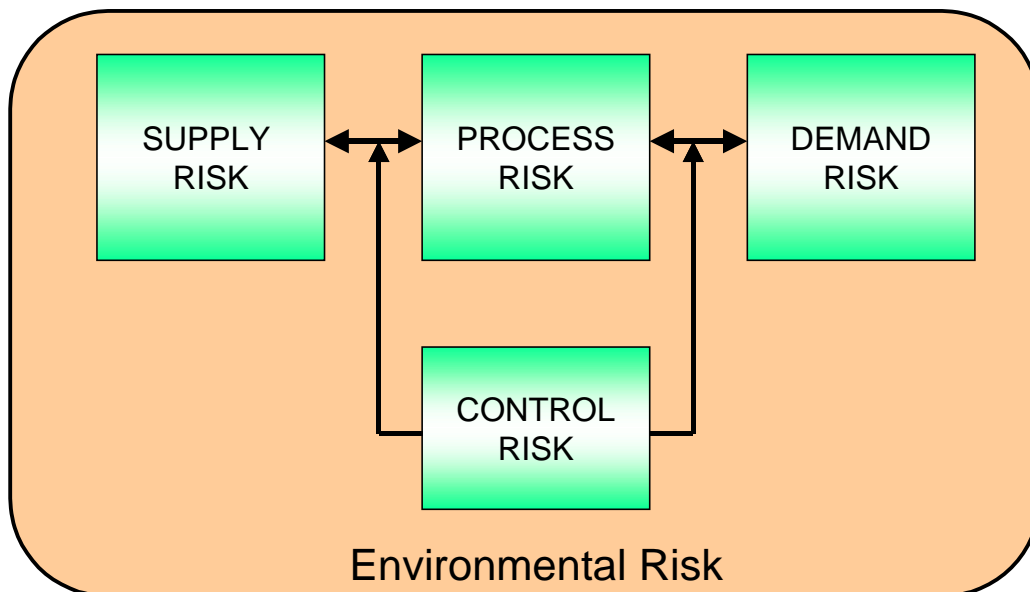 SUPPLY
RISK
PROCESS
RISK
DEMAND
RISK
CONTROL
RISK
Environmental Risk